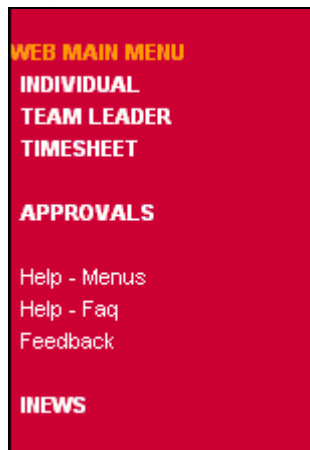 WEB MAIN MENU
INDIVIDUAL
TEAM LEADER
TIMESHEET
APPROVALS
Help - Menus
Help - Faq
Feedback
INEWS